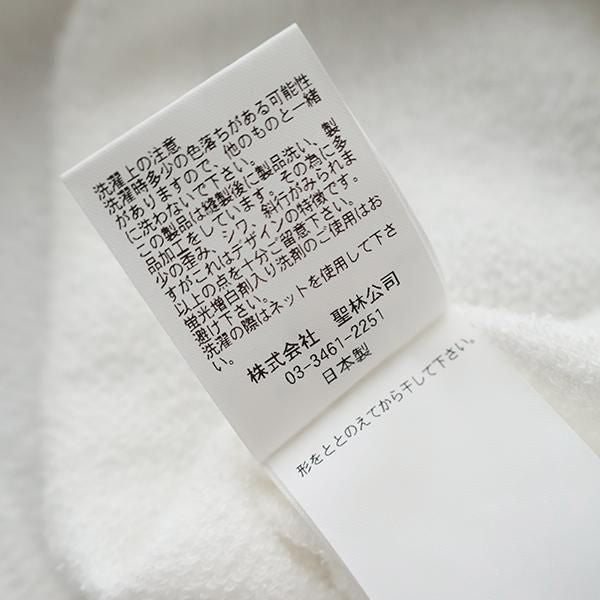 洗濯上の注意
洗濯時多少の色落ちがある可能性
がありますので、他のものと一緒
に洗わないで下さい。
この製品は縫製後に製品洗い、製
品加工をしています。その為に多
少の歪み、シワ、斜行がみられま
すがこれはデザインの特徴です。
以上の点を十分ご留意下さい。
蛍光増白剤入り洗剤のご使用はお
避け下さい。
洗濯の際はネットを使用して下さ
い。
株式会社 聖林公司
03-3461-2251
日本製
形をととのえてから干して下さい。